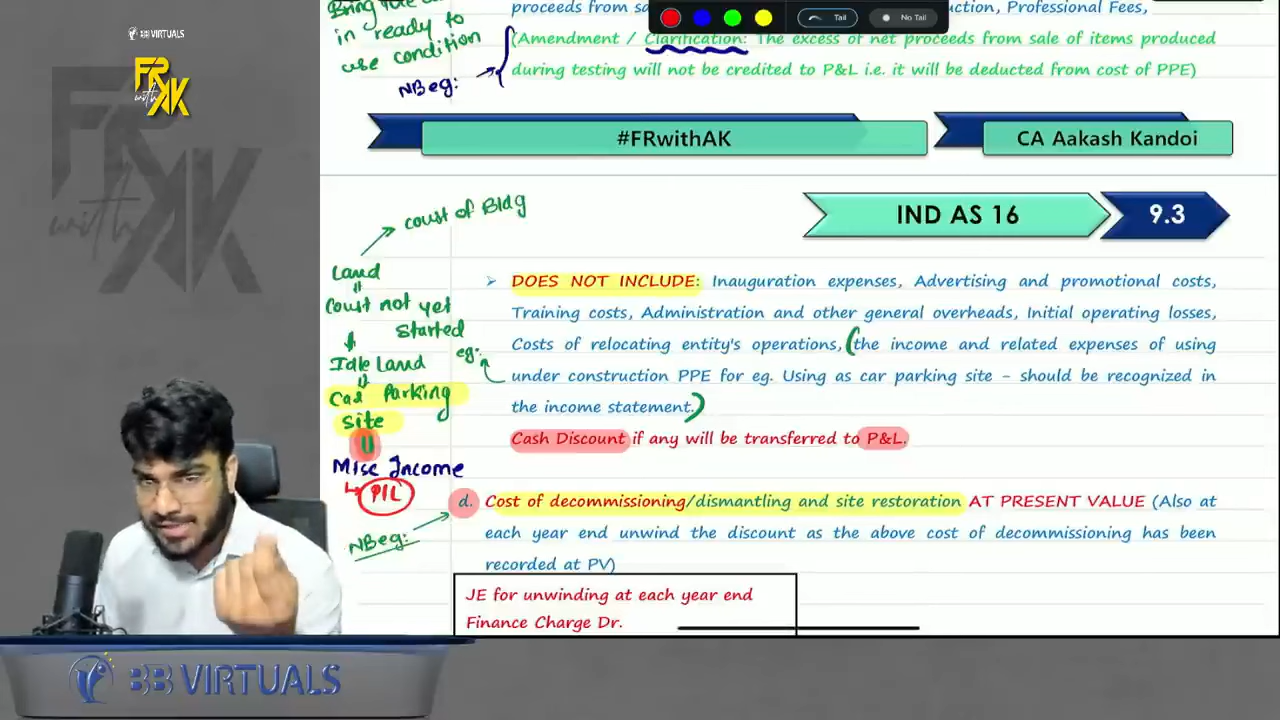 Bring
in ready to
use condition
NBeg:
BB VIRTUALS
FR
with
AK
proceeds from sa
ction, Professional Fees,
Tail
No Tail
(Amendment / Clarification: The excess of net proceeds from sale of items produced
during testing will not be credited to P&L i.e. it will be deducted from cost of PPE)
#FRwithAK
CA Aakash Kandoi
IND AS 16
9.3
const of Bldg
Land
Const not yet
Started
Idle Land
Car Parking
Site
Misc Income
P/L
eg:
NBeg:
➢ DOES NOT INCLUDE: Inauguration expenses, Advertising and promotional costs,
Training costs, Administration and other general overheads, Initial operating losses,
Costs of relocating entity's operations, (the income and related expenses of using
under construction PPE for eg. Using as car parking site – should be recognized in
the income statement.)
Cash Discount if any will be transferred to P&L.
d. Cost of decommissioning/dismantling and site restoration AT PRESENT VALUE (Also at
each year end unwind the discount as the above cost of decommissioning has been
recorded at PV)
JE for unwinding at each year end
Finance Charge Dr.
BB VIRTUALS